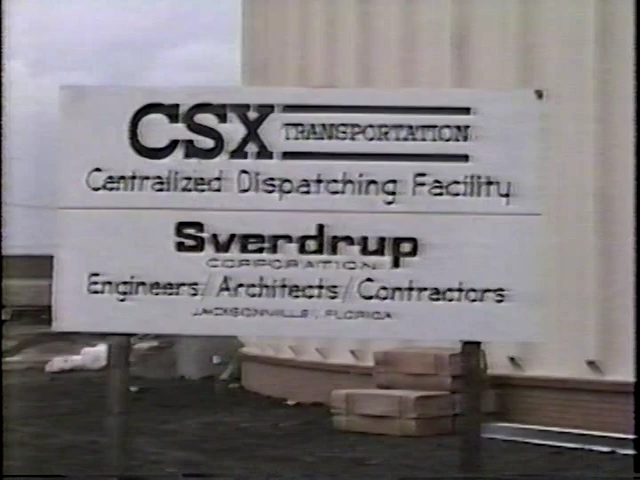 CSX TRANSPORTATION
Centralized Dispatching Facility
Sverdrup
CORPORATION
Engineers/Architects/Contractors
JACKSONVILLE, FLORIDA